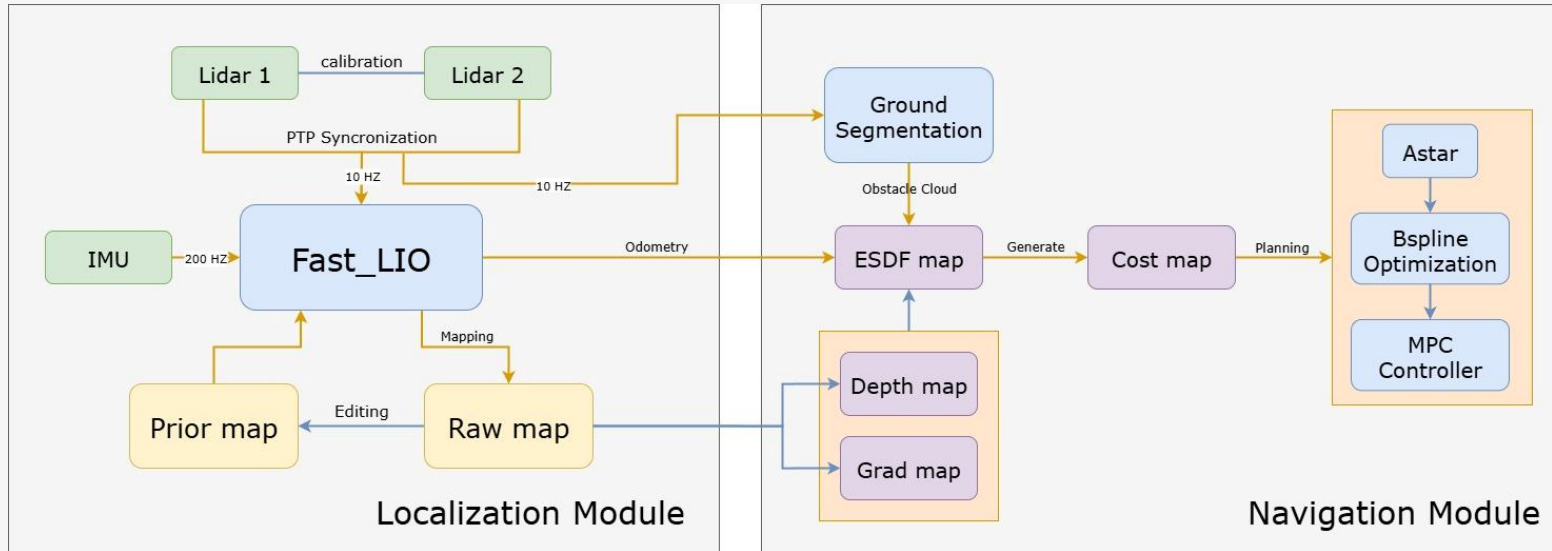 Lidar 1
calibration
Lidar 2
PTP Syncronization
10 HZ
10 HZ
IMU
200 HZ
Fast_LIO
Odometry
Mapping
Prior map
Editing
Raw map
Localization Module
Ground
Segmentation
Obstacle Cloud
ESDF map
Generate
Cost map
Planning
Depth map
Grad map
Astar
Bspline
Optimization
MPC
Controller
Navigation Module